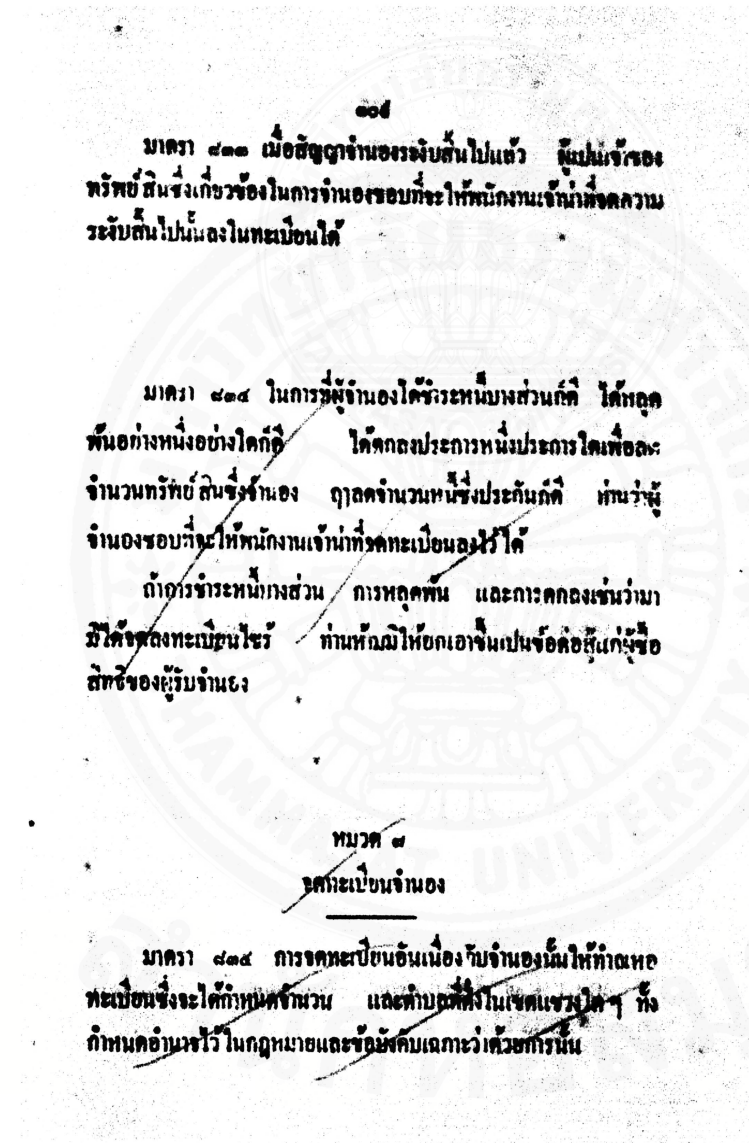 ๑๐๕
มาตรา ๘๓๓ เมื่อสัญญาจำนองระงับสิ้นไปแล้ว ผู้เปนเจ้าของ
ทรัพย์สินซึ่งเกี่ยวข้องในการจำนองชอบที่จะให้พนักงานเจ้าน่าที่จดความ
ระงับสิ้นไปนั้นลงในทะเบียนได้
มาตรา ๘๓๔ ในการที่ผู้จำนองได้ชำระหนี้บางส่วนก็ดี ได้หลุด
พ้นอย่างหนึ่งอย่างใดก็ดี ได้ตกลงประการหนึ่งประการใดเพื่อลด
จำนวนทรัพย์สินซึ่งจำนอง ฤๅลดจำนวนหนี้ซึ่งประกันก็ดี ท่านว่าผู้
จำนองชอบที่จะให้พนักงานเจ้าน่าที่จดทะเบียนลงไว้ได้
ถ้าการชำระหนี้บางส่วน การหลุดพ้น และการตกลงเช่นว่ามา
มิได้จดลงทะเบียนไซร้ ท่านห้ามมิให้ยกเอาขึ้นเปนข้อต่อสู้แก่ผู้ซื้อ
สิทธิของผู้รับจำนอง
หมวด ๗
จดทะเบียนจำนอง
มาตรา ๘๓๕ การจดทะเบียนอันเนื่องกับจำนองนั้นให้ทำณหอ
ทะเบียนซึ่งจะได้กำหนดจำนวน และตำบลที่ตั้งในเขตแขวงใด ๆ ทั้ง
กำหนดอำนาจไว้ในกฎหมายและข้อบังคับเฉภาะว่าด้วยการนั้น
THAMMASAT UNIVERSITY